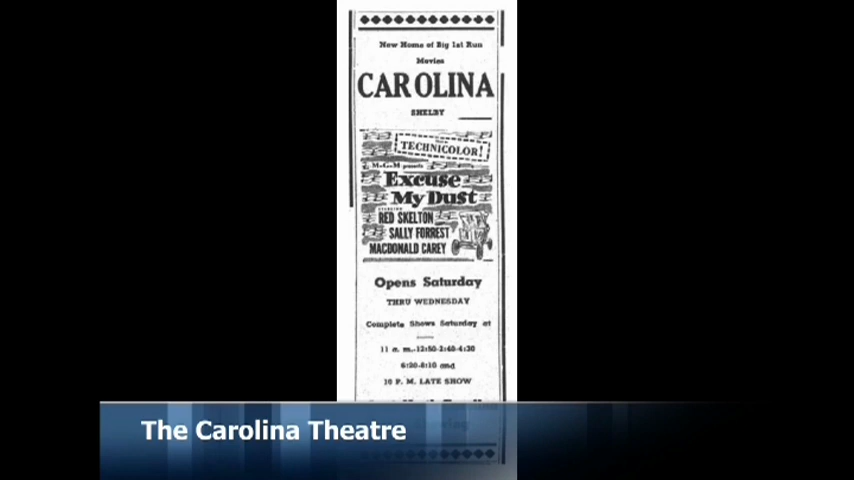 New Home of Big 1st Run
Movies
CAROLINA
SHELBY
TECHNICOLOR!
M-G-M presents
Excuse
My Dust
STARRING
RED SKELTON
SALLY FORREST
MACDONALD CAREY
Opens Saturday
THRU WEDNESDAY
Complete Shows Saturday at
11 a. m.-12:50-2:40-4:30
6:20-8:10 and
10 P. M. LATE SHOW
The Carolina Theatre